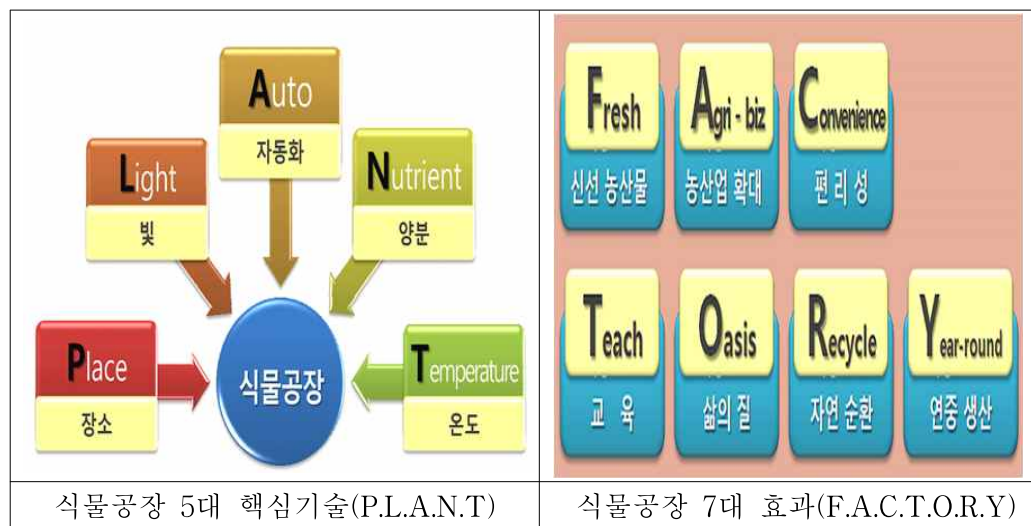 Auto
자동화
Light
빛
Nutrient
양분
Place
장소
식물공장
Temperature
온도
식물공장 5대 핵심기술(P.L.A.N.T)
Fresh
신선 농산물
Agri - biz
농산업 확대
Convenience
편 리 성
Teach
교 육
Oasis
삶의 질
Recycle
자연 순환
Year-round
연중 생산
식물공장 7대 효과(F.A.C.T.O.R.Y)